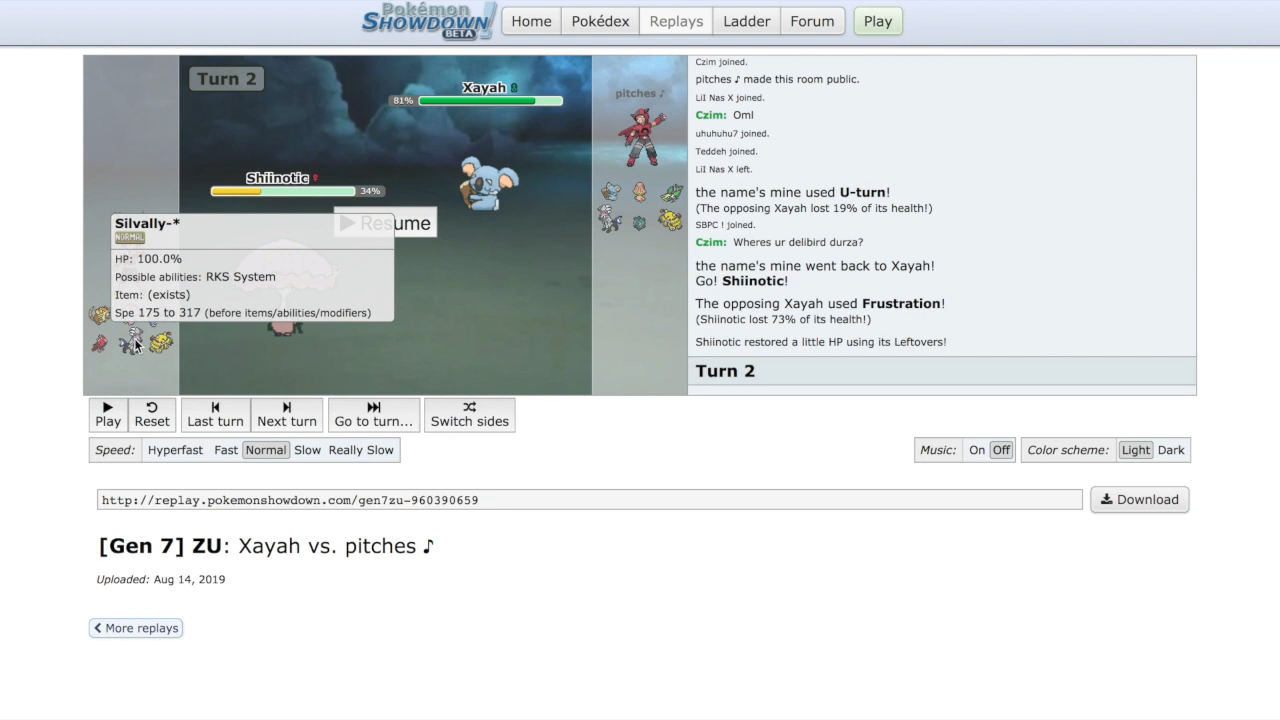 Pokémon
SHOWDOWN!
BETA
Home
Pokédex
Replays
Ladder
Forum
Play
Turn 2
Xayah
81%
Shiinotic ♀
34%
Resume
Silvally-*
NORMAL
HP: 100.0%
Possible abilities: RKS System
Item: (exists)
Spe 175 to 317 (before items/abilities/modifiers)
pitches ♪
Czim joined.
pitches ♪ made this room public.
LiI Nas X joined.
Czim: Oml
uhuhuhu7 joined.
Teddeh joined.
LiI Nas X left.
the name's mine used U-turn!
(The opposing Xayah lost 19% of its health!)
SBPC ! joined.
Czim: Wheres ur delibird durza?
the name's mine went back to Xayah!
Go! Shiinotic!
The opposing Xayah used Frustration!
(Shiinotic lost 73% of its health!)
Shiinotic restored a little HP using its Leftovers!
Turn 2
Play
Reset
Last turn
Next turn
Go to turn...
Switch sides
Speed: Hyperfast Fast Normal Slow Really Slow
Music: On Off
Color scheme: Light Dark
http://replay.pokemonshowdown.com/gen7zu-960390659
Download
[Gen 7] ZU: Xayah vs. pitches ♪
Uploaded: Aug 14, 2019
More replays